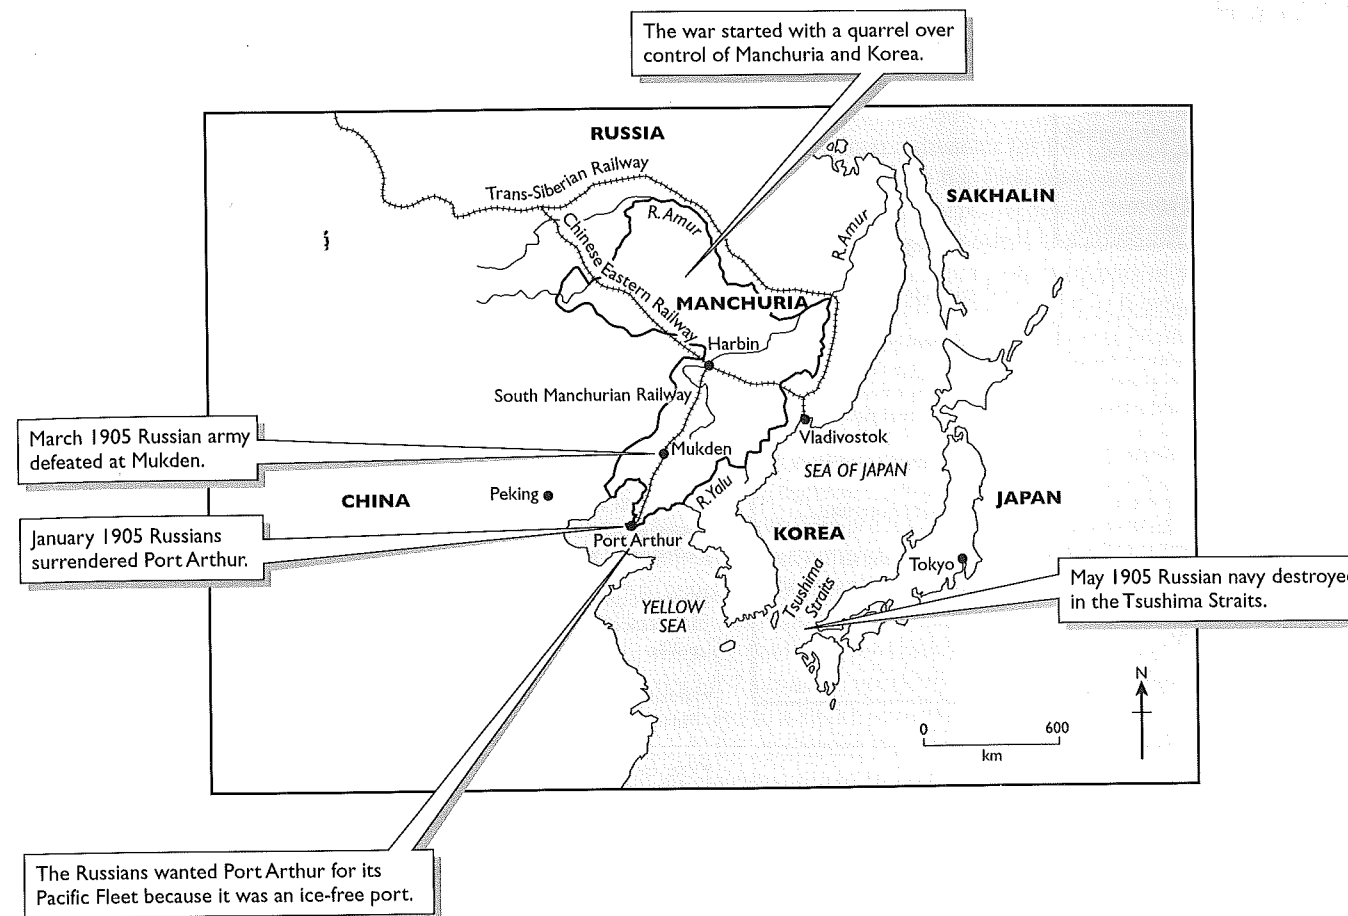 The war started with a quarrel over
control of Manchuria and Korea.
RUSSIA
Trans-Siberian Railway
SAKHALIN
R. Amur
R. Amur
Chinese Eastern Railway
MANCHURIA
Harbin
South Manchurian Railway
March 1905 Russian army
defeated at Mukden.
Vladivostok
Mukden
SEA OF JAPAN
Peking
R. Yalu
CHINA
JAPAN
January 1905 Russians
surrendered Port Arthur.
KOREA
Port Arthur
Tokyo
Tsushima
Straits
May 1905 Russian navy destroye
in the Tsushima Straits.
YELLOW
SEA
N
0 600
km
The Russians wanted Port Arthur for its
Pacific Fleet because it was an ice-free port.